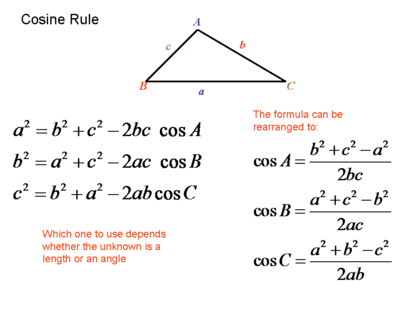 Cosine Rule
A
c
b
B
C
a
a² = b² + c² − 2bc cos A
b² = a² + c² − 2ac cos B
c² = b² + a² − 2ab cos C
Which one to use depends
whether the unknown is a
length or an angle
The formula can be
rearranged to:
cos A = (b² + c² − a²) / 2bc
cos B = (a² + c² − b²) / 2ac
cos C = (a² + b² − c²) / 2ab